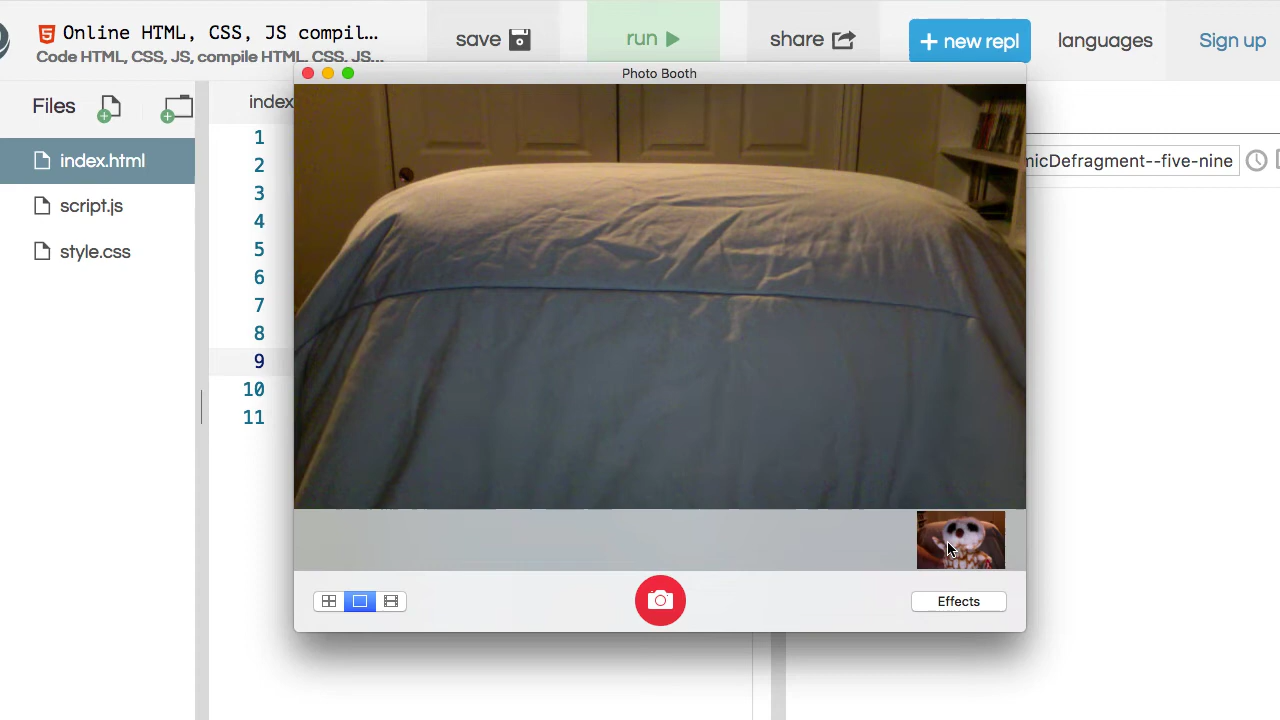 Online HTML, CSS, JS compil...
Code HTML, CSS, JS, compile HTML, CSS, JS...
save
run
share
+ new repl
languages
Sign up
Photo Booth
Files
index
index.html
script.js
style.css
1
2
3
4
5
6
7
8
9
10
11
micDefragment--five-nine
Effects